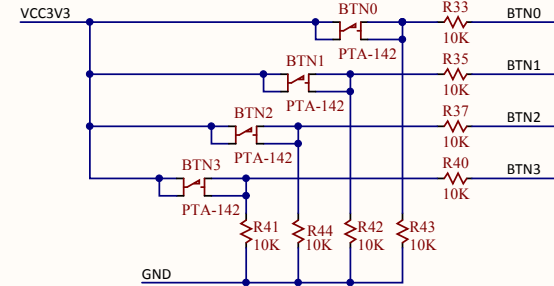 VCC3V3
BTN0
R33
BTN0
10K
PTA-142
BTN1
R35
BTN1
10K
PTA-142
BTN2
R37
BTN2
10K
PTA-142
BTN3
R40
BTN3
10K
PTA-142
R41
R44
R42
R43
10K
10K
10K
10K
GND